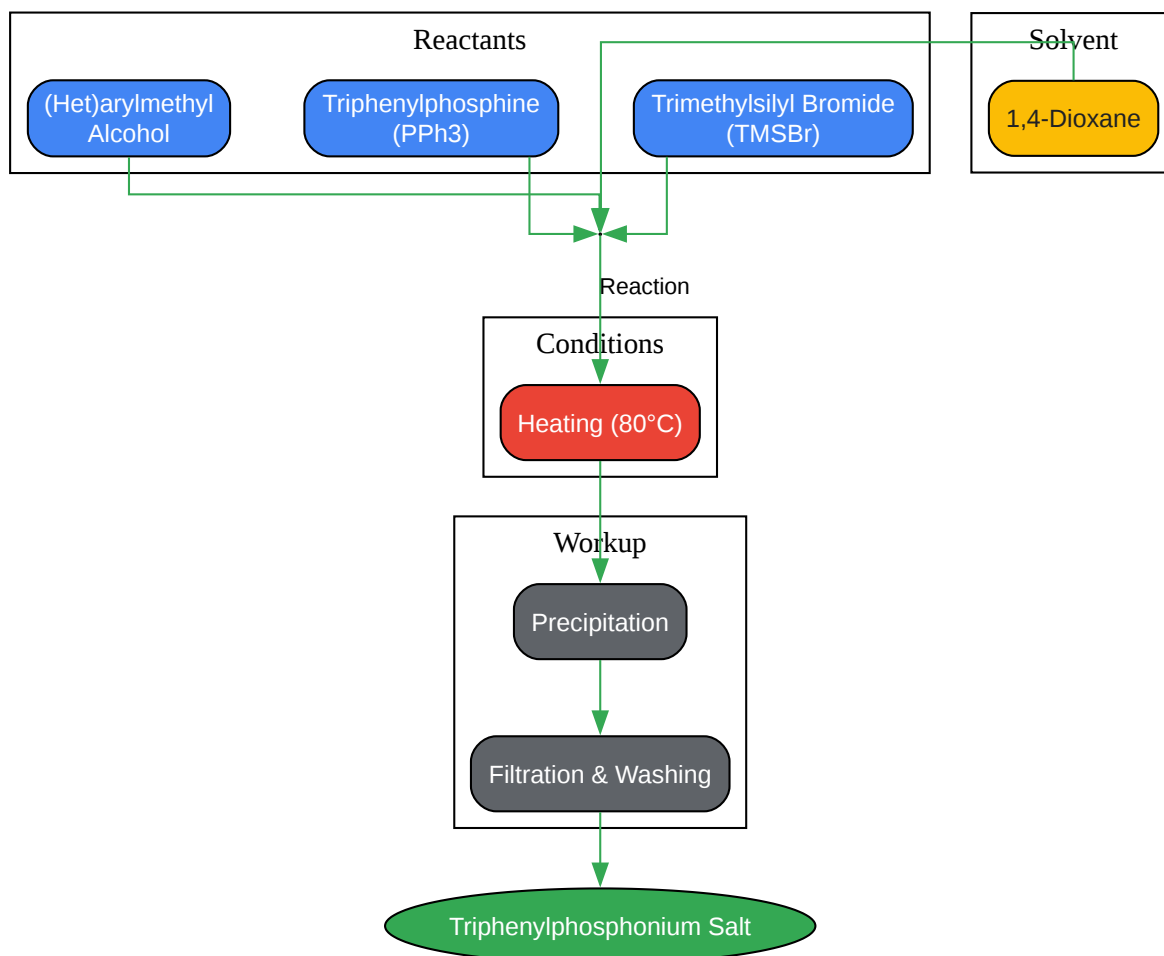 Reactants
Solvent
(Het)arylmethyl
Alcohol
Triphenylphosphine
(PPh3)
Trimethylsilyl Bromide
(TMSBr)
1,4-Dioxane
Reaction
Conditions
Heating (80°C)
Workup
Precipitation
Filtration & Washing
Triphenylphosphonium Salt